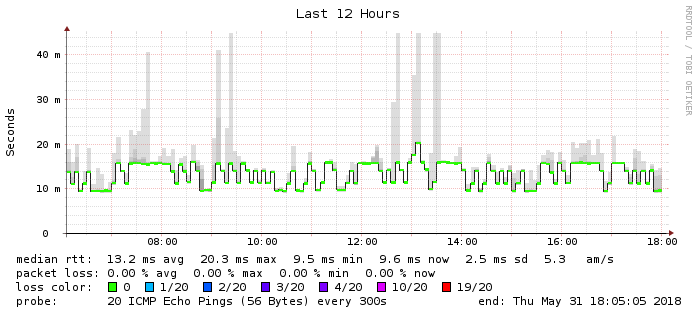 Last 12 Hours
RRDTOOL / TOBI OETIKER
Seconds
40 m
30 m
20 m
10 m
0
08:00 10:00 12:00 14:00 16:00 18:00
median rtt: 13.2 ms avg 20.3 ms max 9.5 ms min 9.6 ms now 2.5 ms sd 5.3 am/s
packet loss: 0.00 % avg 0.00 % max 0.00 % min 0.00 % now
loss color: 0 1/20 2/20 3/20 4/20 10/20 19/20
probe: 20 ICMP Echo Pings (56 Bytes) every 300s end: Thu May 31 18:05:05 2018